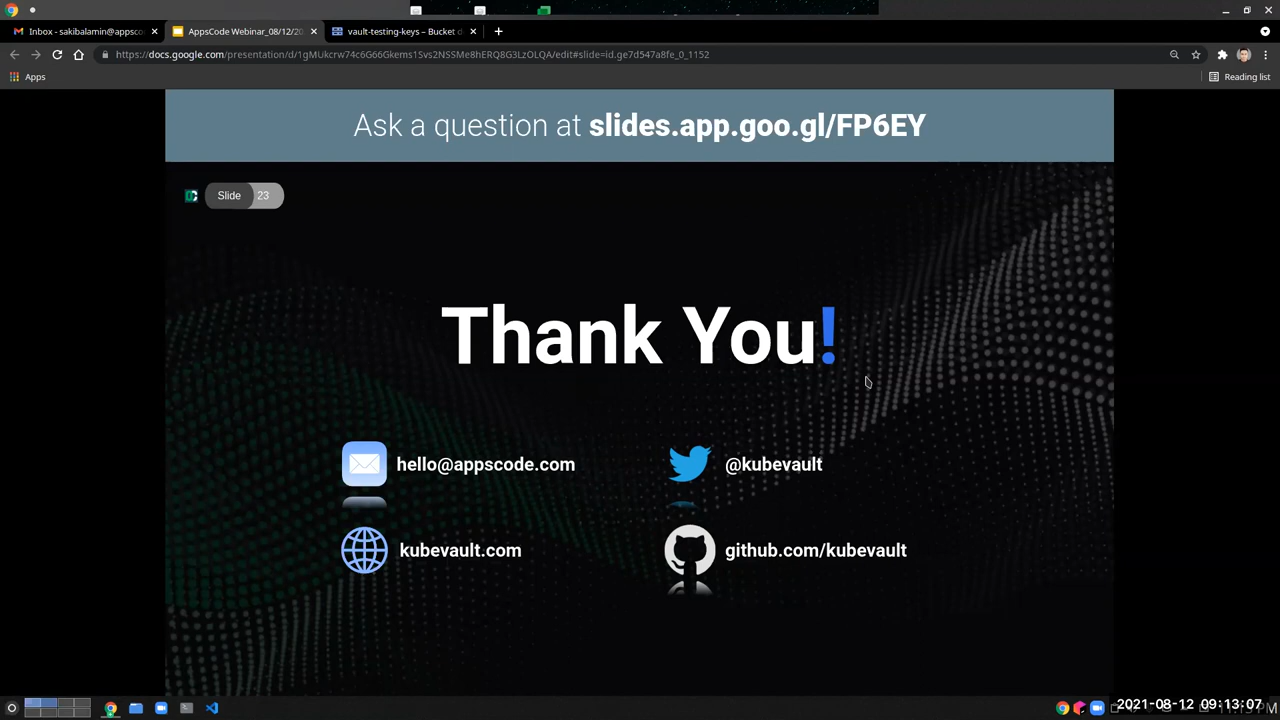 Inbox - sakibalamin@appsco
AppsCode Webinar_08/12/20
vault-testing-keys – Bucket d
https://docs.google.com/presentation/d/1gMUkcrw74c6G66Gkems1Svs2NSSMe8hERQ8G3LzOLQA/edit#slide=id.ge7d547a8fe_0_1152
Apps
Reading list
Ask a question at slides.app.goo.gl/FP6EY
Slide 23
Thank You!
hello@appscode.com
@kubevault
kubevault.com
github.com/kubevault
2021-08-12 09:13:07